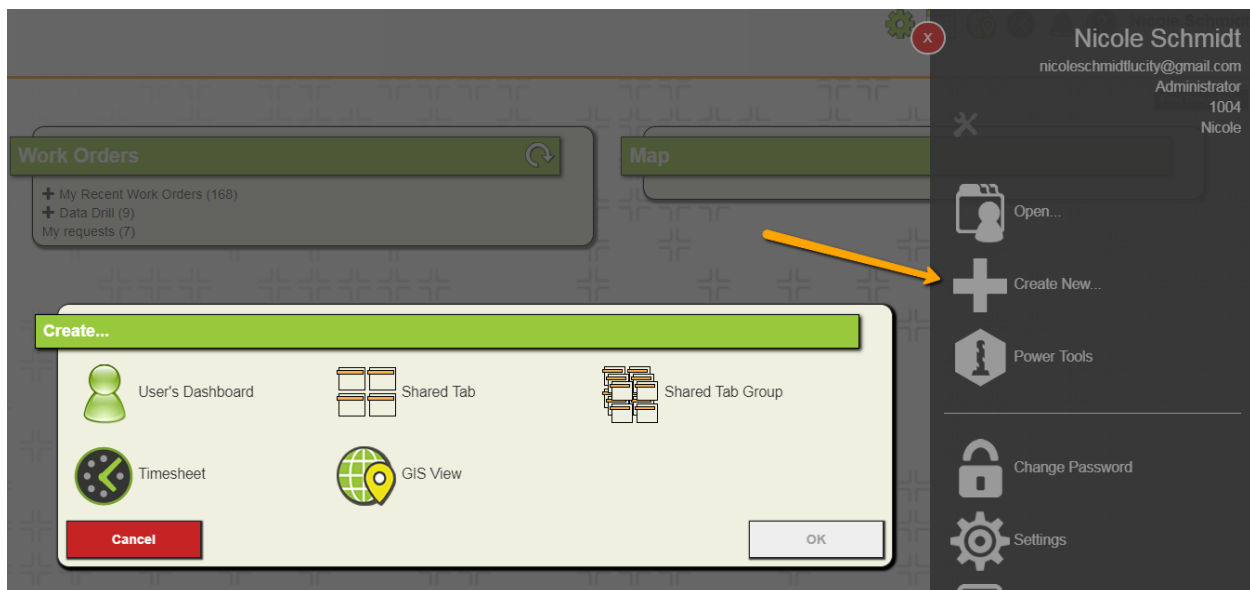 Nicole Schmidt
X
Nicole Schmidt
nicoleschmidtlucity@gmail.com
Administrator
1004
Nicole
Work Orders
Map
My Recent Work Orders (168)
Data Drill (9)
My requests (7)
Open...
Create New...
Power Tools
Create...
User's Dashboard
Shared Tab
Shared Tab Group
Timesheet
GIS View
Cancel
OK
Change Password
Settings